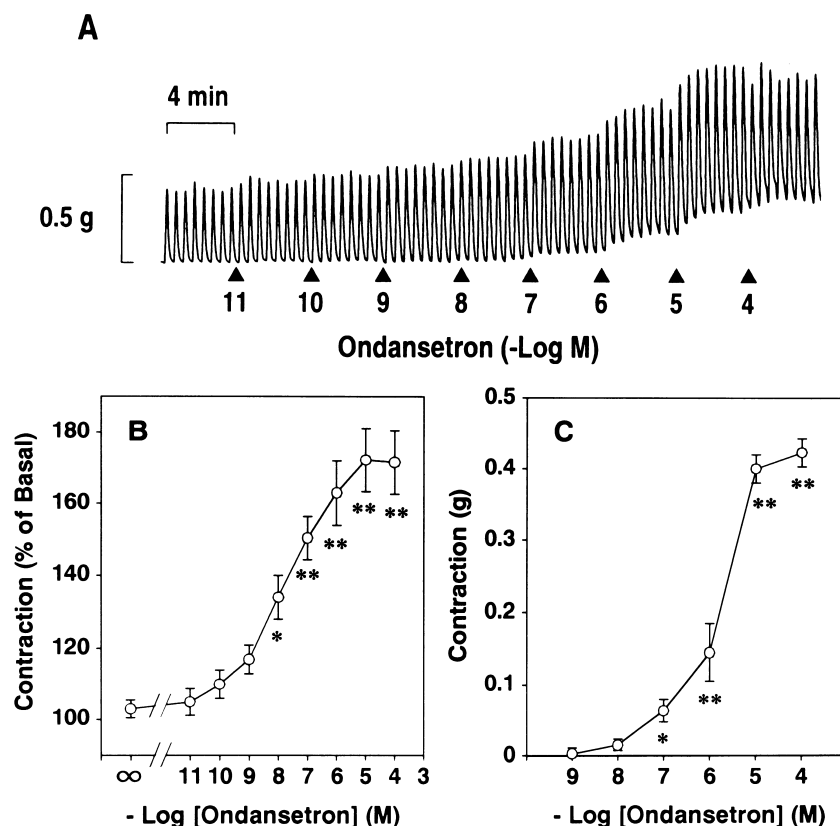 A
4 min
0.5 g
11 10 9 8 7 6 5 4
Ondansetron (-Log M)
B
Contraction (% of Basal)
180
160
140
120
100
* ** ** ** **
∞ 11 10 9 8 7 6 5 4 3
- Log [Ondansetron] (M)
C
Contraction (g)
0.5
0.4
0.3
0.2
0.1
0
* ** ** **
9 8 7 6 5 4
- Log [Ondansetron] (M)